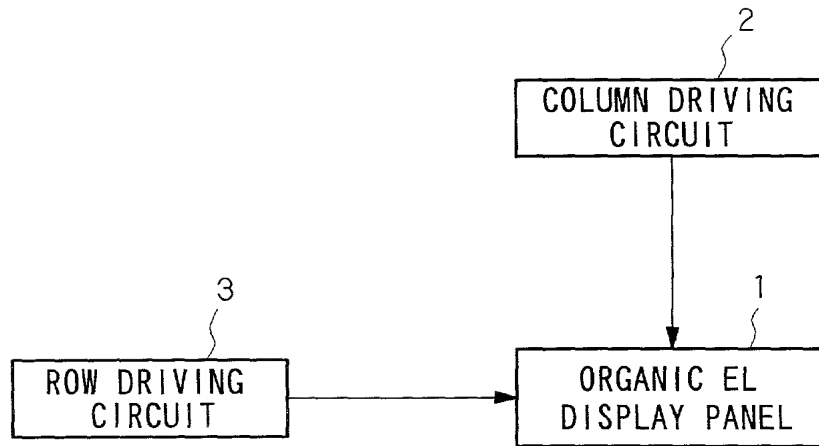 2
COLUMN DRIVING
CIRCUIT
3
1
ROW DRIVING
CIRCUIT
ORGANIC EL
DISPLAY PANEL